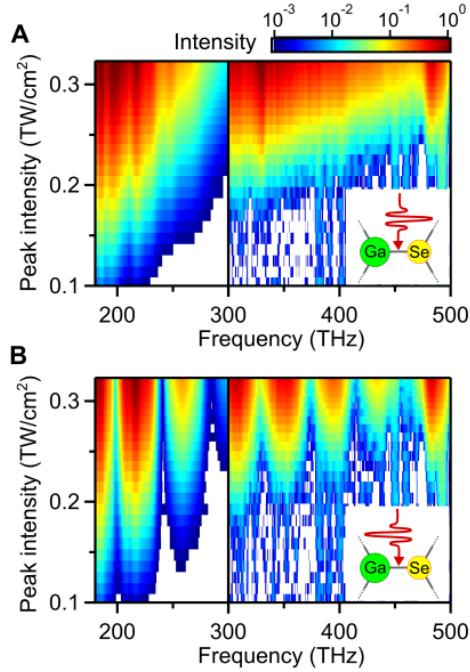 Intensity
10⁻³ 10⁻² 10⁻¹ 10⁰
A
Peak intensity (TW/cm²)
0.3
0.2
0.1
Ga Se
200 300 400 500
Frequency (THz)
B
Peak intensity (TW/cm²)
0.3
0.2
0.1
Ga Se
200 300 400 500
Frequency (THz)